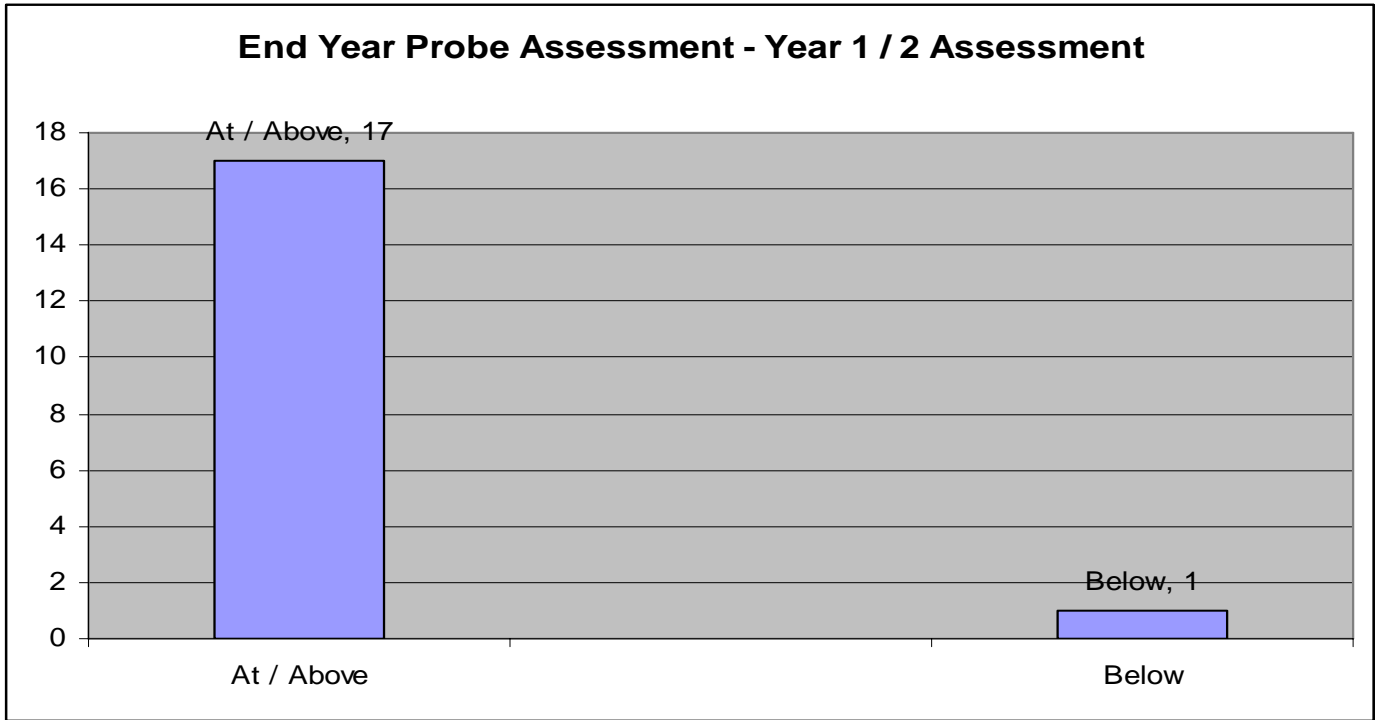 End Year Probe Assessment - Year 1 / 2 Assessment
18
16
14
12
10
8
6
4
2
0
At / Above, 17
Below, 1
At / Above
Below